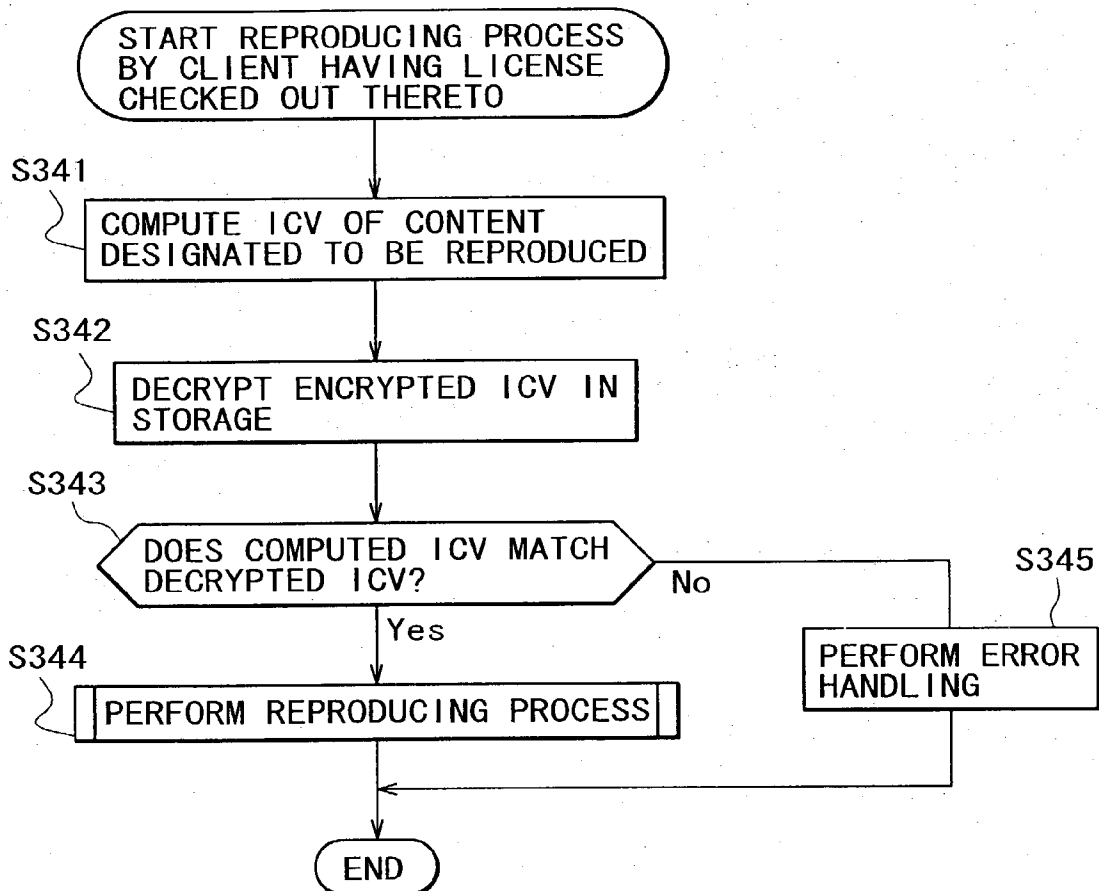 START REPRODUCING PROCESS
BY CLIENT HAVING LICENSE
CHECKED OUT THERETO
S341
COMPUTE ICV OF CONTENT
DESIGNATED TO BE REPRODUCED
S342
DECRYPT ENCRYPTED ICV IN
STORAGE
S343
DOES COMPUTED ICV MATCH
DECRYPTED ICV?
No
Yes
S345
PERFORM ERROR
HANDLING
S344
PERFORM REPRODUCING PROCESS
END